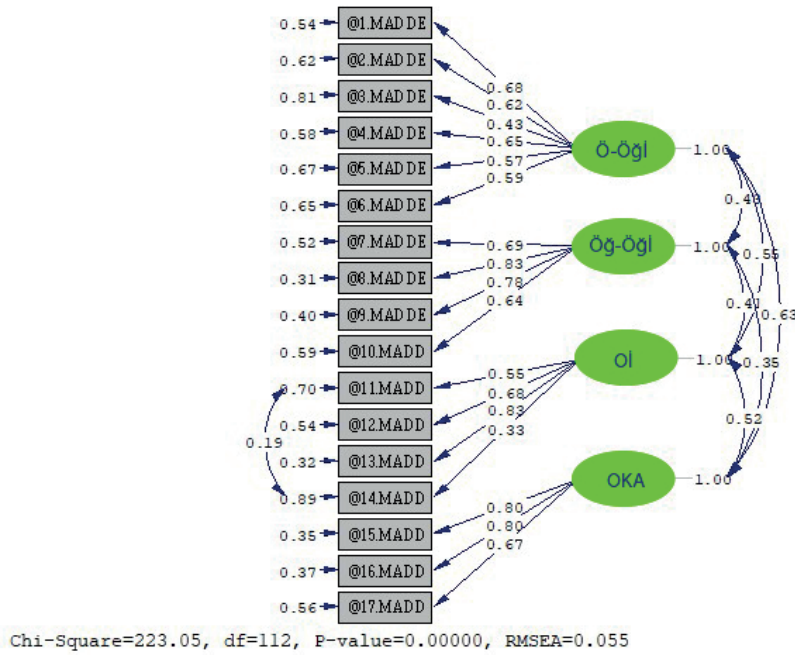 0.54 @1.MADDE
0.62 @2.MADDE
0.81 @3.MADDE
0.58 @4.MADDE
0.67 @5.MADDE
0.65 @6.MADDE
0.52 @7.MADDE
0.31 @8.MADDE
0.40 @9.MADDE
0.59 @10.MADD
0.70 @11.MADD
0.54 @12.MADD
0.32 @13.MADD
0.89 @14.MADD
0.35 @15.MADD
0.37 @16.MADD
0.56 @17.MADD
0.19
0.68
0.62
0.43
0.65
0.57
0.59
0.69
0.83
0.78
0.64
0.55
0.68
0.83
0.33
0.80
0.80
0.67
Ö-Öğİ 1.00
Öğ-Öğİ 1.00
Oİ 1.00
OKA 1.00
0.55
0.41
0.63
0.35
0.52
Chi-Square=223.05, df=112, P-value=0.00000, RMSEA=0.055